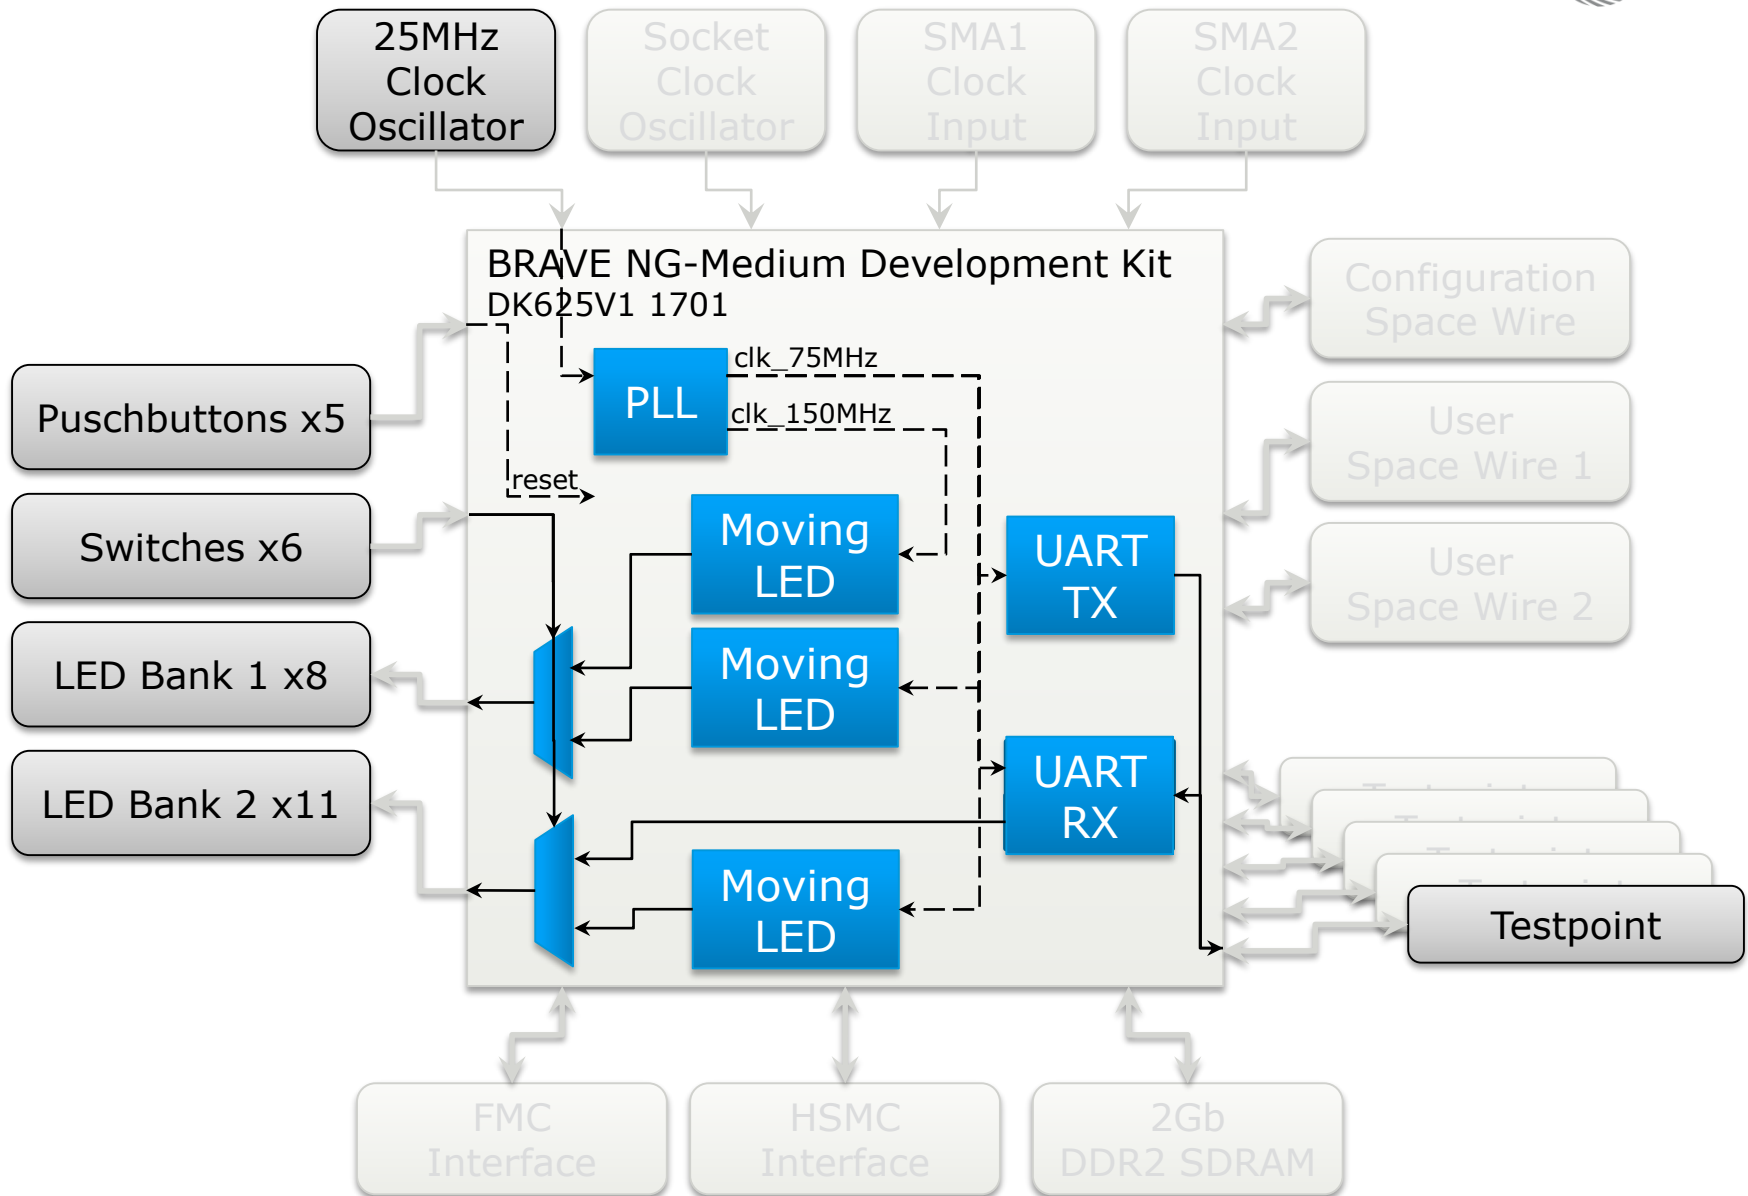 25MHz
Clock
Oscillator
Socket
Clock
Oscillator
SMA1
Clock
Input
SMA2
Clock
Input
BRAVE NG-Medium Development Kit
DK625V1 1701
Configuration
Space Wire
Puschbuttons x5
PLL
clk_75MHz
clk_150MHz
reset
User
Space Wire 1
Switches x6
Moving
LED
UART
TX
User
Space Wire 2
LED Bank 1 x8
Moving
LED
LED Bank 2 x11
UART
RX
Moving
LED
Testpoint
FMC
Interface
HSMC
Interface
2Gb
DDR2 SDRAM